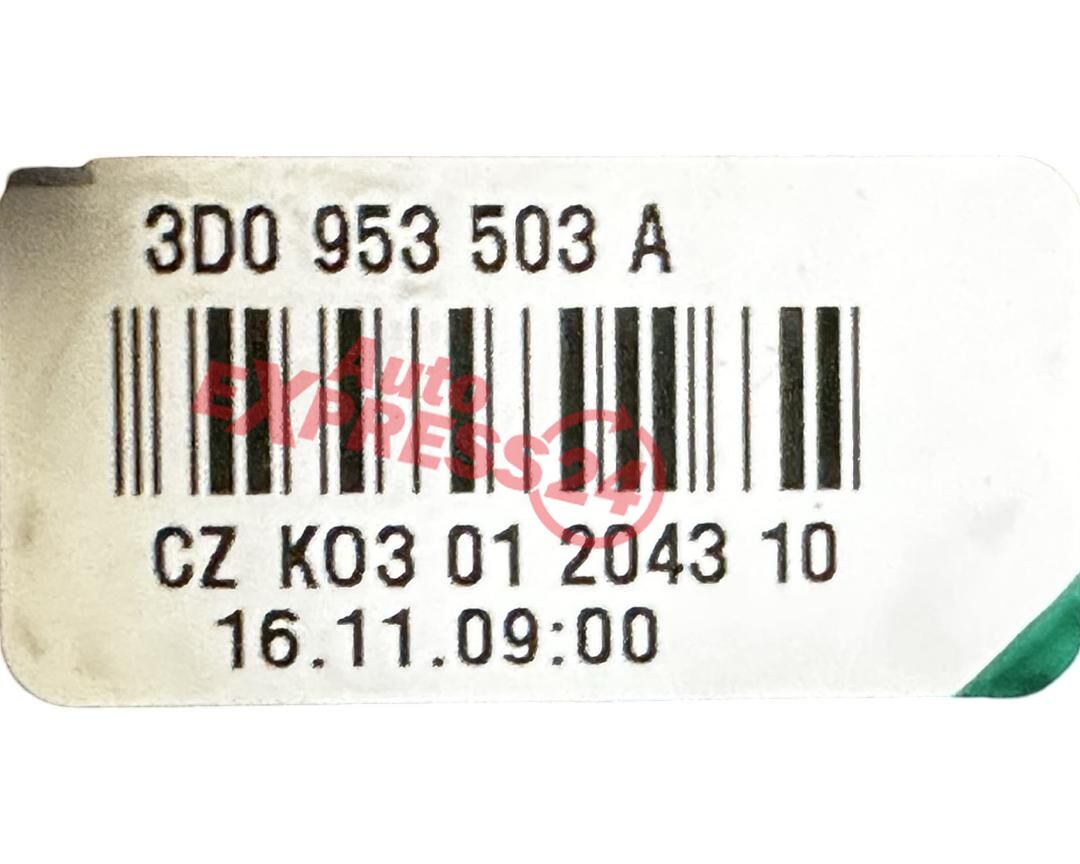 3D0 953 503 A
Auto
EXPRESS24
CZ K03 01 2043 10
16.11.09:00